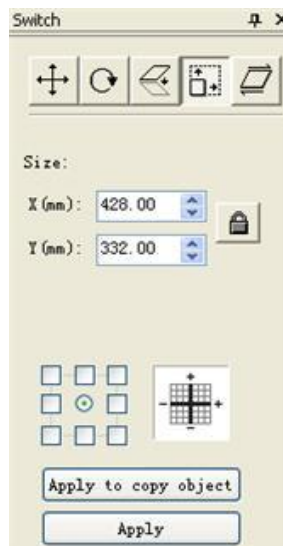 Switch
Size:
X(mm): 428.00
Y(mm): 332.00
Apply to copy object
Apply